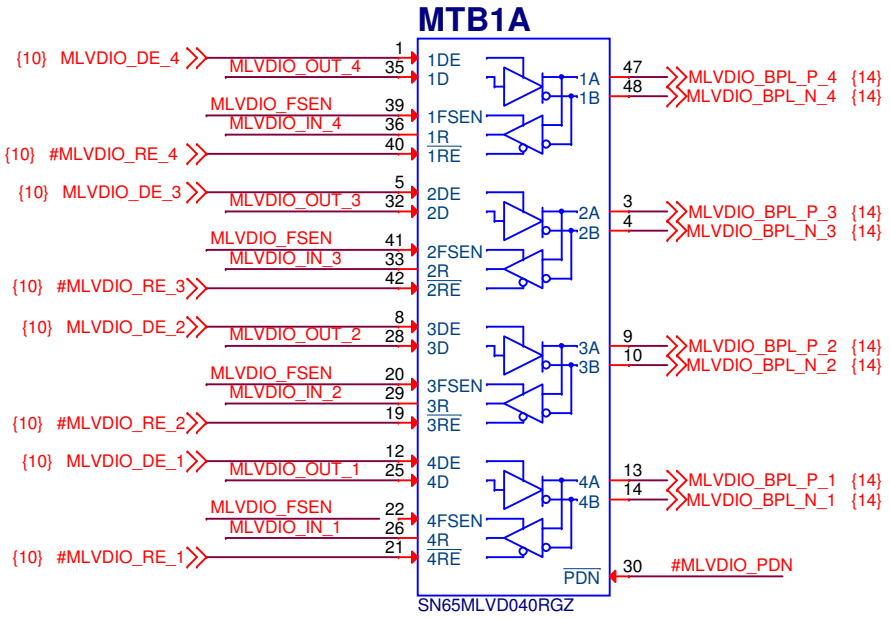 MTB1A
{10} MLVDIO_DE_4 1 1DE
MLVDIO_OUT_4 35 1D 1A 47 MLVDIO_BPL_P_4 {14}
1B 48 MLVDIO_BPL_N_4 {14}
MLVDIO_FSEN 39 1FSEN
MLVDIO_IN_4 36 1R
{10} #MLVDIO_RE_4 40 1RE
{10} MLVDIO_DE_3 5 2DE
MLVDIO_OUT_3 32 2D 2A 3 MLVDIO_BPL_P_3 {14}
2B 4 MLVDIO_BPL_N_3 {14}
MLVDIO_FSEN 41 2FSEN
MLVDIO_IN_3 33 2R
{10} #MLVDIO_RE_3 42 2RE
{10} MLVDIO_DE_2 8 3DE
MLVDIO_OUT_2 28 3D 3A 9 MLVDIO_BPL_P_2 {14}
3B 10 MLVDIO_BPL_N_2 {14}
MLVDIO_FSEN 20 3FSEN
MLVDIO_IN_2 29 3R
{10} #MLVDIO_RE_2 19 3RE
{10} MLVDIO_DE_1 12 4DE
MLVDIO_OUT_1 25 4D 4A 13 MLVDIO_BPL_P_1 {14}
4B 14 MLVDIO_BPL_N_1 {14}
MLVDIO_FSEN 22 4FSEN
MLVDIO_IN_1 26 4R
{10} #MLVDIO_RE_1 21 4RE
PDN 30 #MLVDIO_PDN
SN65MLVD040RGZ